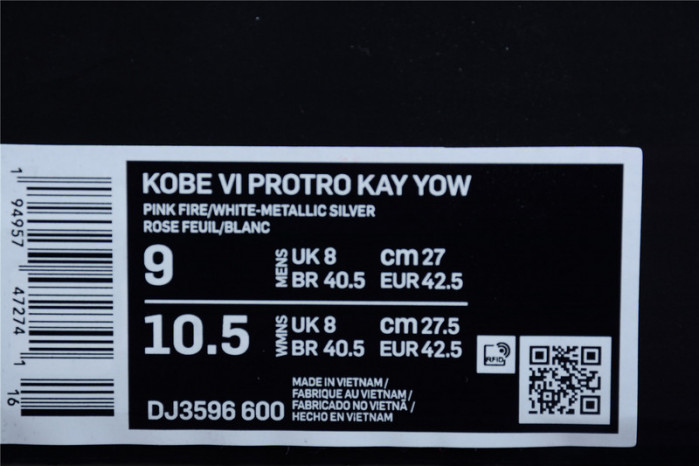 KOBE VI PROTRO KAY YOW
PINK FIRE/WHITE-METALLIC SILVER
ROSE FEUIL/BLANC
9 MENS UK 8 cm 27
BR 40.5 EUR 42.5
10.5 WMNS UK 8 cm 27.5
BR 40.5 EUR 42.5
RFID
DJ3596 600
MADE IN VIETNAM /
FABRIQUE AU VIETNAM /
FABRICADO NO VIETNÃ /
HECHO EN VIETNAM
1 94957 47274 1 16